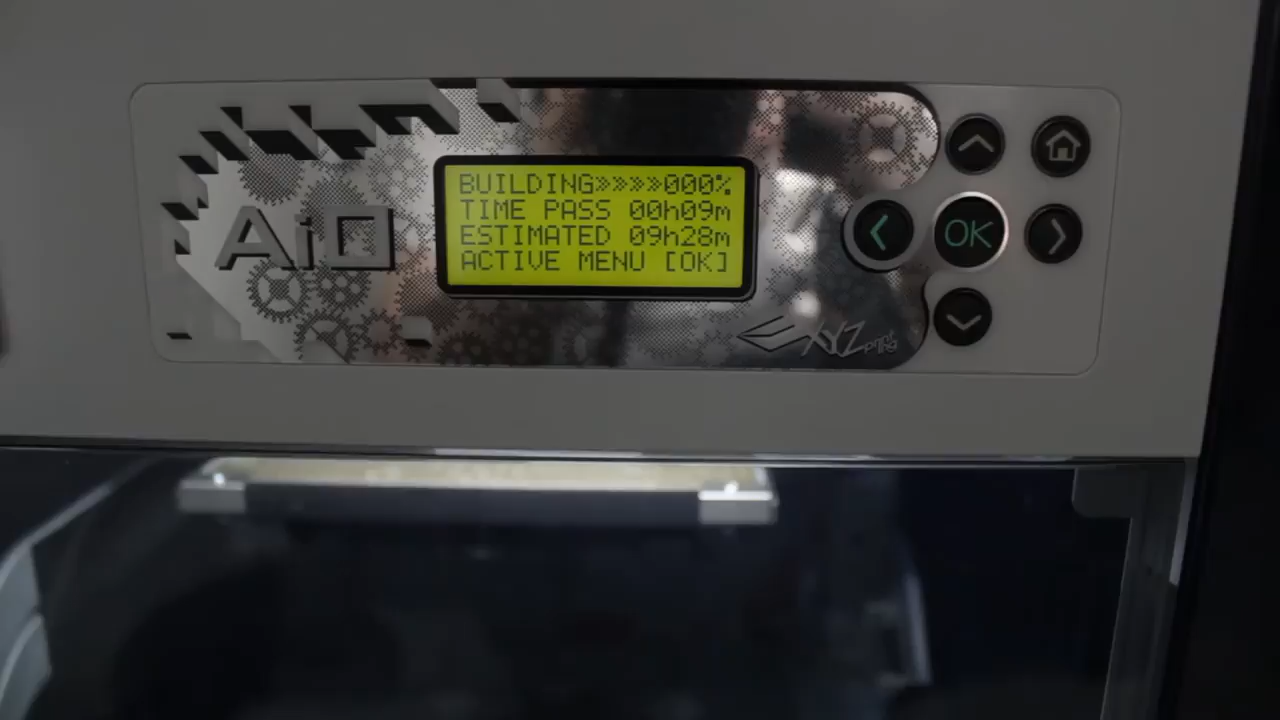 BUILDING»»»»000%
TIME PASS 00h09m
ESTIMATED 09h28m
ACTIVE MENU [OK]
AiO
OK
XYZprinting